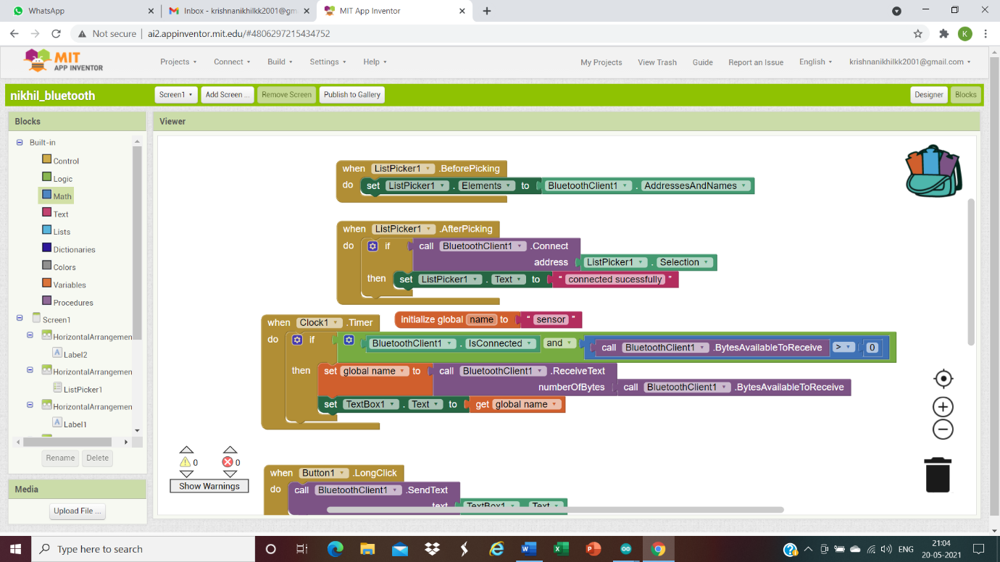 WhatsApp
Inbox - krishnanikhilkk2001@gm
MIT App Inventor
Not secure | ai2.appinventor.mit.edu/#4806297215434752
K
MIT
APP INVENTOR
Projects Connect Build Settings Help
My Projects View Trash Guide Report an Issue English krishnanikhilkk2001@gmail.com
nikhil_bluetooth
Screen1 Add Screen ... Remove Screen Publish to Gallery
Designer Blocks
Blocks
Viewer
Built-in
Control
Logic
Math
Text
Lists
Dictionaries
Colors
Variables
Procedures
Screen1
HorizontalArrangemen
Label2
HorizontalArrangemen
ListPicker1
HorizontalArrangemen
Label1
Rename Delete
Media
Upload File ...
when ListPicker1 .BeforePicking
do set ListPicker1 . Elements to BluetoothClient1 . AddressesAndNames
when ListPicker1 .AfterPicking
do if call BluetoothClient1 .Connect
address ListPicker1 . Selection
then set ListPicker1 . Text to “ connected sucessfully ”
initialize global name to “ sensor ”
when Clock1 .Timer
do if BluetoothClient1 . IsConnected and call BluetoothClient1 .BytesAvailableToReceive > 0
then set global name to call BluetoothClient1 .ReceiveText
numberOfBytes call BluetoothClient1 .BytesAvailableToReceive
set TextBox1 . Text to get global name
when Button1 .LongClick
do call BluetoothClient1 .SendText
text TextBox1 . Text
0 0
Show Warnings
Type here to search
ENG
21:04
20-05-2021